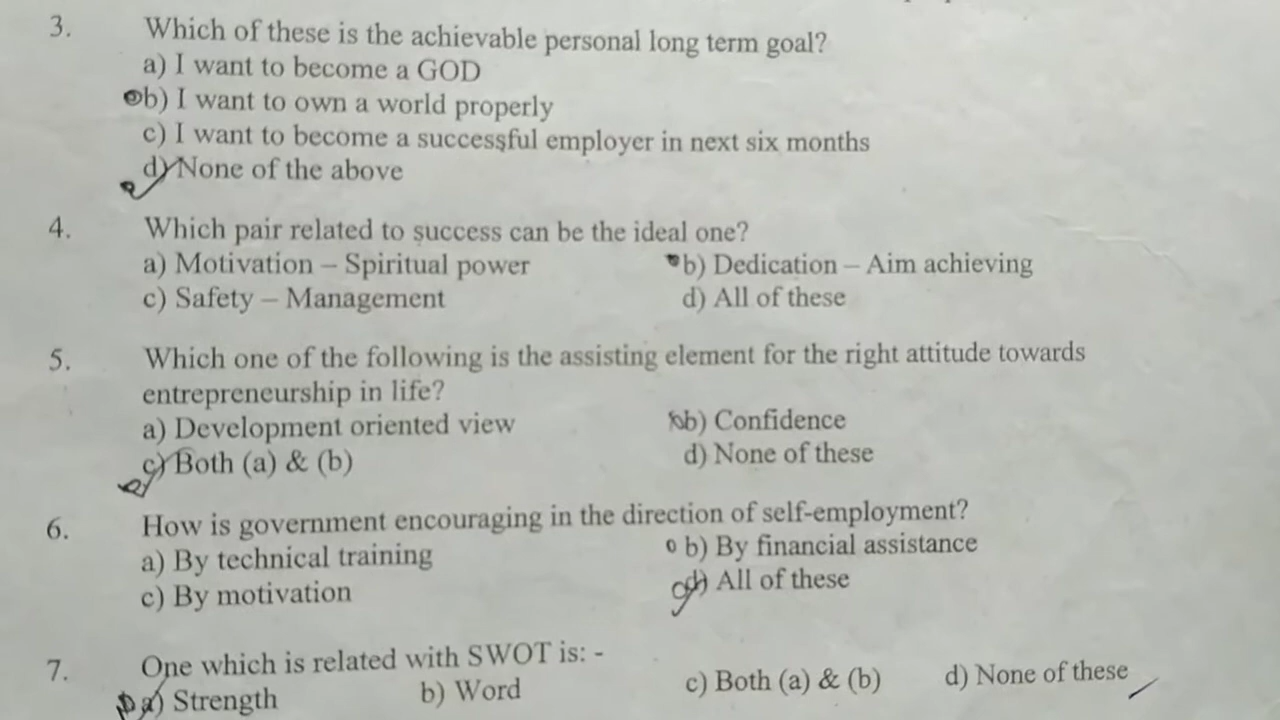 3. Which of these is the achievable personal long term goal?
a) I want to become a GOD
b) I want to own a world properly
c) I want to become a successful employer in next six months
d) None of the above
4. Which pair related to success can be the ideal one?
a) Motivation – Spiritual power b) Dedication – Aim achieving
c) Safety – Management d) All of these
5. Which one of the following is the assisting element for the right attitude towards
entrepreneurship in life?
a) Development oriented view b) Confidence
c) Both (a) & (b) d) None of these
6. How is government encouraging in the direction of self-employment?
a) By technical training b) By financial assistance
c) By motivation d) All of these
7. One which is related with SWOT is: -
a) Strength b) Word c) Both (a) & (b) d) None of these